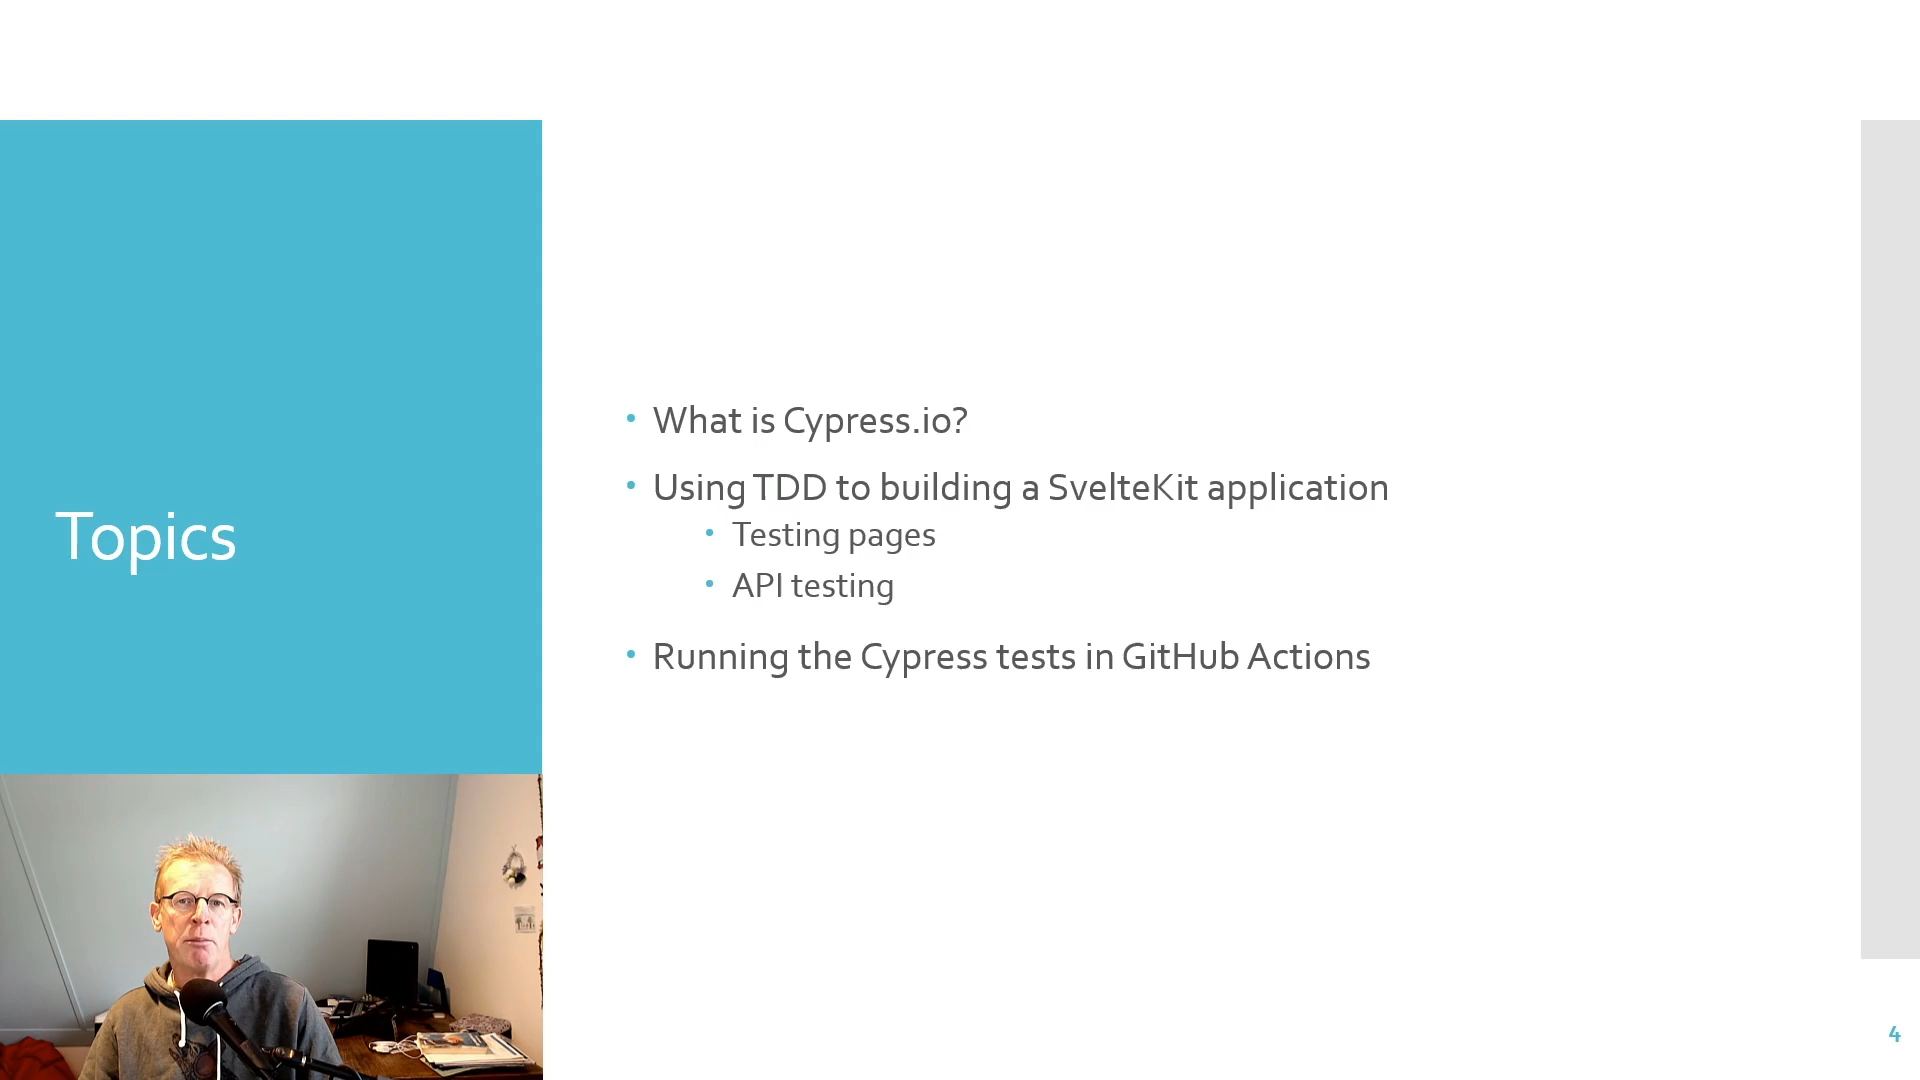 Topics
What is Cypress.io?
Using TDD to building a SvelteKit application
Testing pages
API testing
Running the Cypress tests in GitHub Actions
4